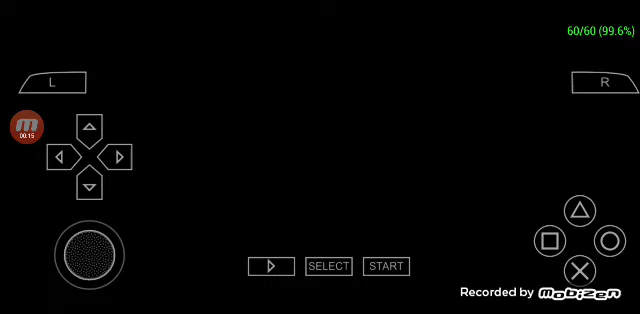 60/60 (99.6%)
L
R
00:15
SELECT
START
Recorded by mobizen